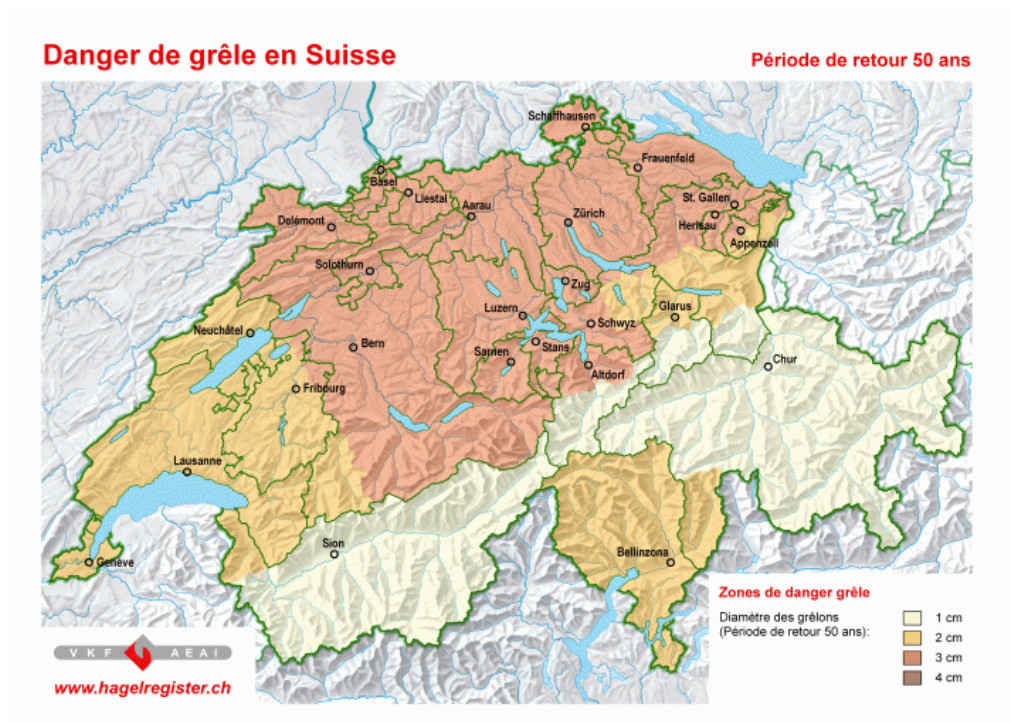 Danger de grêle en Suisse
Période de retour 50 ans
Schaffhausen
Frauenfeld
Basel
Liestal
St. Gallen
Aarau
Zürich
Delémont
Herisau
Appenzell
Solothurn
Zug
Luzern
Glarus
Neuchâtel
Schwyz
Bern
Stans
Sarnen
Chur
Altdorf
Fribourg
Lausanne
Sion
Bellinzona
Genève
Zones de danger grêle
Diamètre des grêlons
(Période de retour 50 ans):
1 cm
2 cm
3 cm
4 cm
VKF AEAI
www.hagelregister.ch